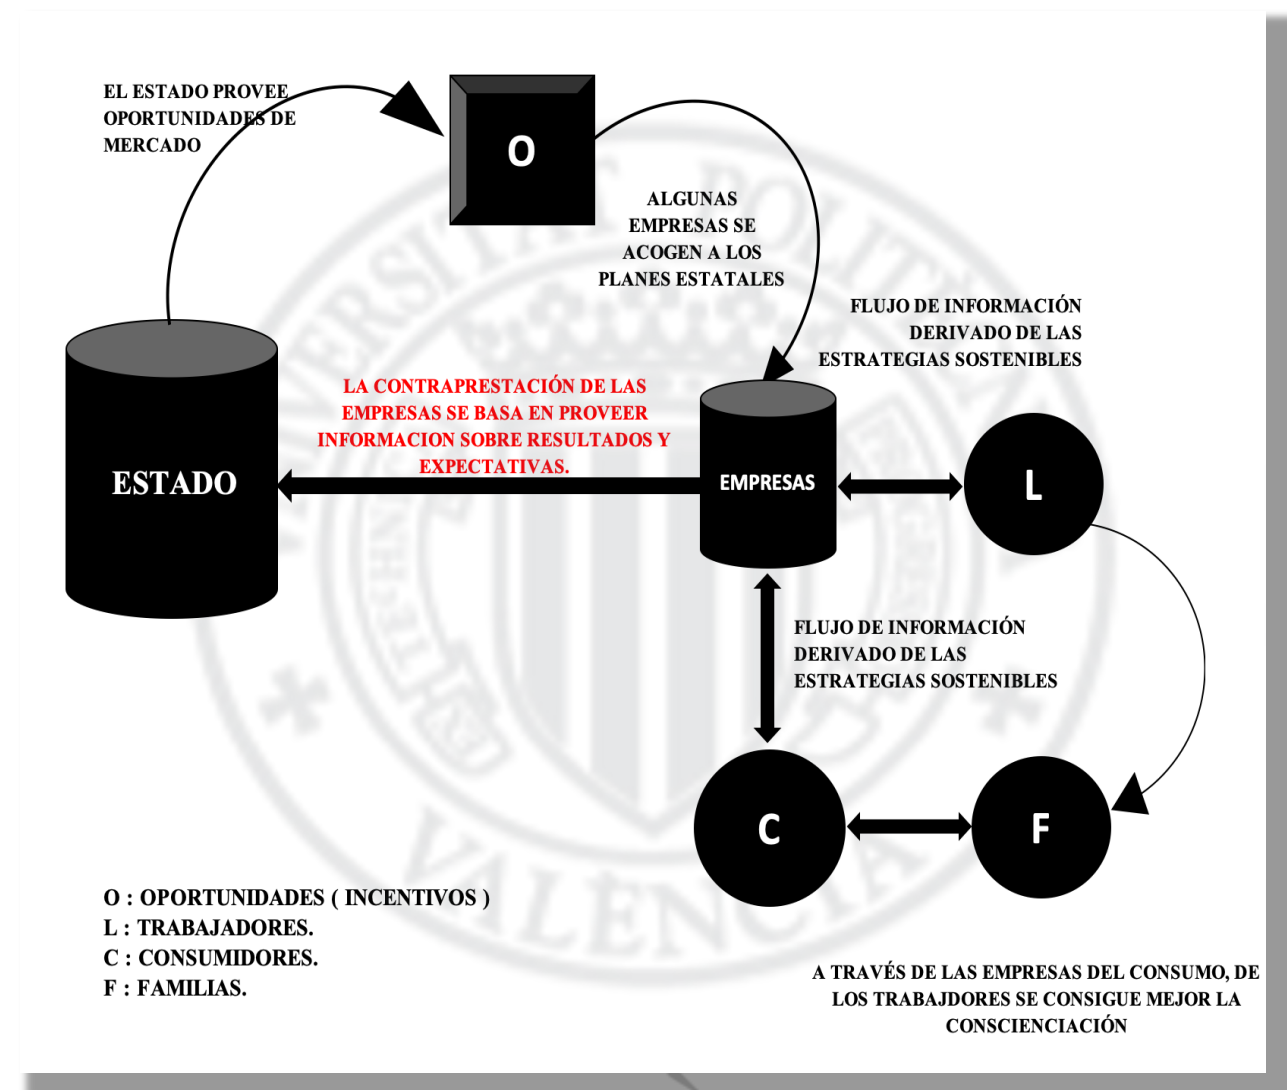 EL ESTADO PROVEE
OPORTUNIDADES DE
MERCADO
O
ALGUNAS
EMPRESAS SE
ACOGEN A LOS
PLANES ESTATALES
FLUJO DE INFORMACIÓN
DERIVADO DE LAS
ESTRATEGIAS SOSTENIBLES
LA CONTRAPRESTACIÓN DE LAS
EMPRESAS SE BASA EN PROVEER
INFORMACION SOBRE RESULTADOS Y
EXPECTATIVAS.
ESTADO
EMPRESAS
L
FLUJO DE INFORMACIÓN
DERIVADO DE LAS
ESTRATEGIAS SOSTENIBLES
C
F
O : OPORTUNIDADES ( INCENTIVOS )
L : TRABAJADORES.
C : CONSUMIDORES.
F : FAMILIAS.
A TRAVÉS DE LAS EMPRESAS DEL CONSUMO, DE
LOS TRABAJDORES SE CONSIGUE MEJOR LA
CONSCIENCIACIÓN
VALÈNCIA